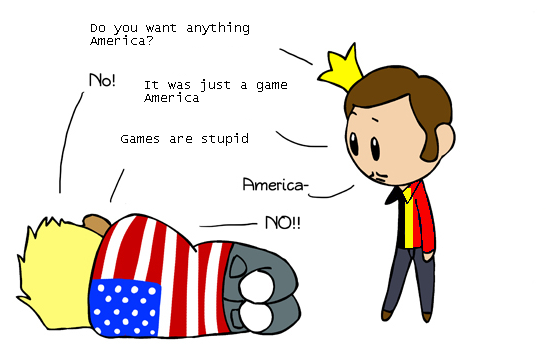 Do you want anything
America?
No!
It was just a game
America
Games are stupid
America-
NO!!